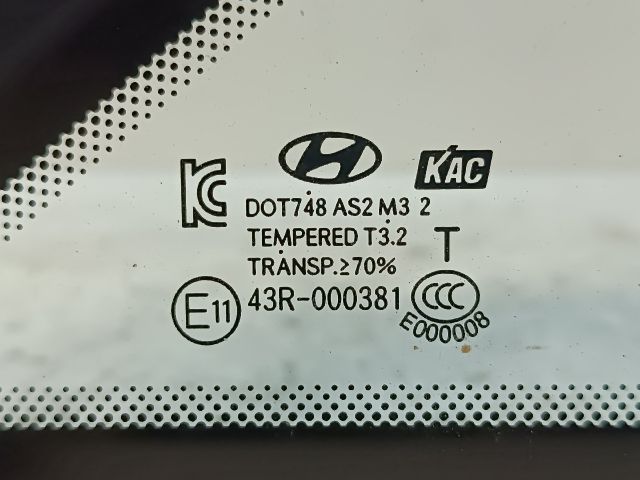 KC
KAC
DOT748 AS2 M3 2
TEMPERED T3.2
T
TRANSP.≥70%
E11
43R-000381
CCC
E000008